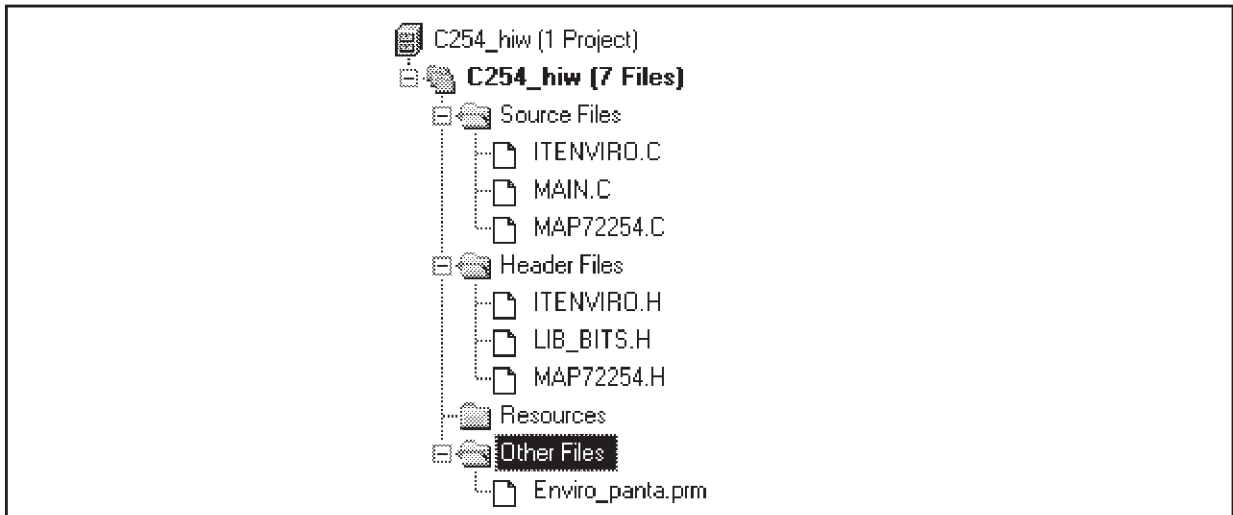 C254_hiw (1 Project)
C254_hiw (7 Files)
Source Files
ITENVIRO.C
MAIN.C
MAP72254.C
Header Files
ITENVIRO.H
LIB_BITS.H
MAP72254.H
Resources
Other Files
Enviro_panta.prm